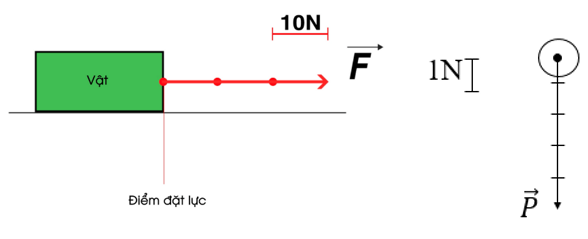 10N
F
Vật
Điểm đặt lực
1N
P